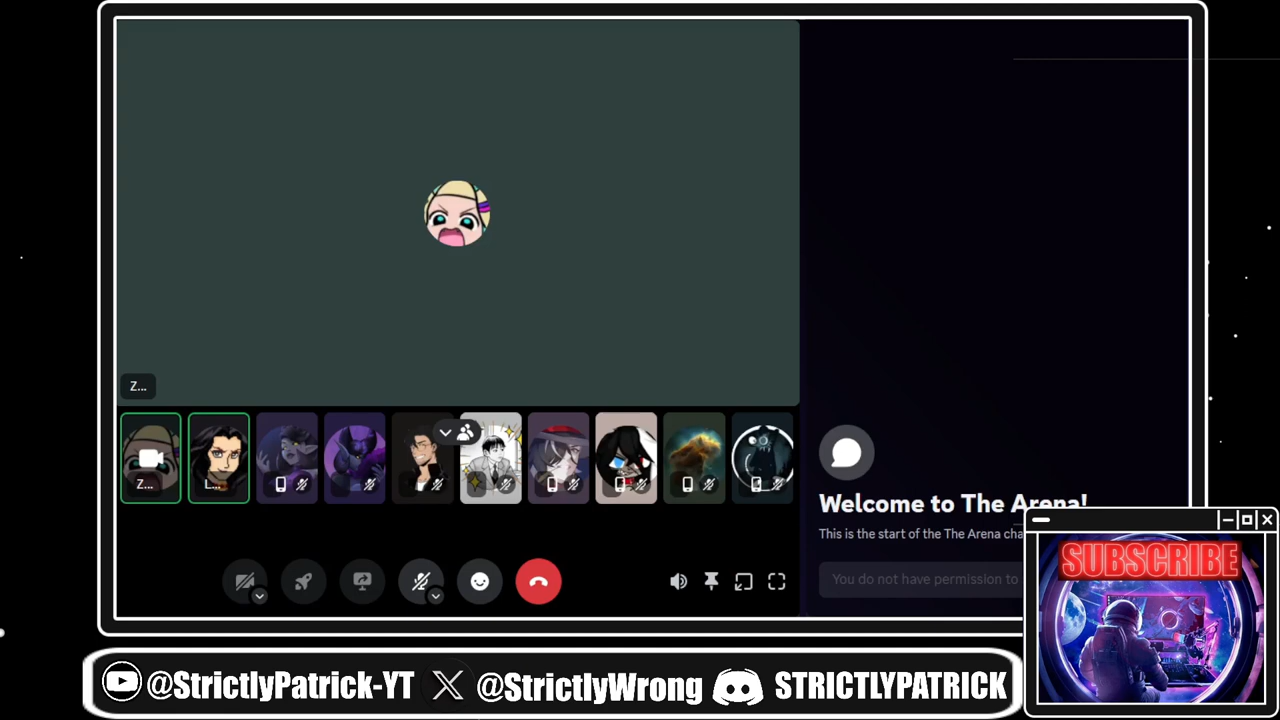 Z...
Z...
L...
Welcome to The Arena!
This is the start of the The Arena cha
You do not have permission to
SUBSCRIBE
@StrictlyPatrick-YT
@StrictlyWrong
STRICTLYPATRICK